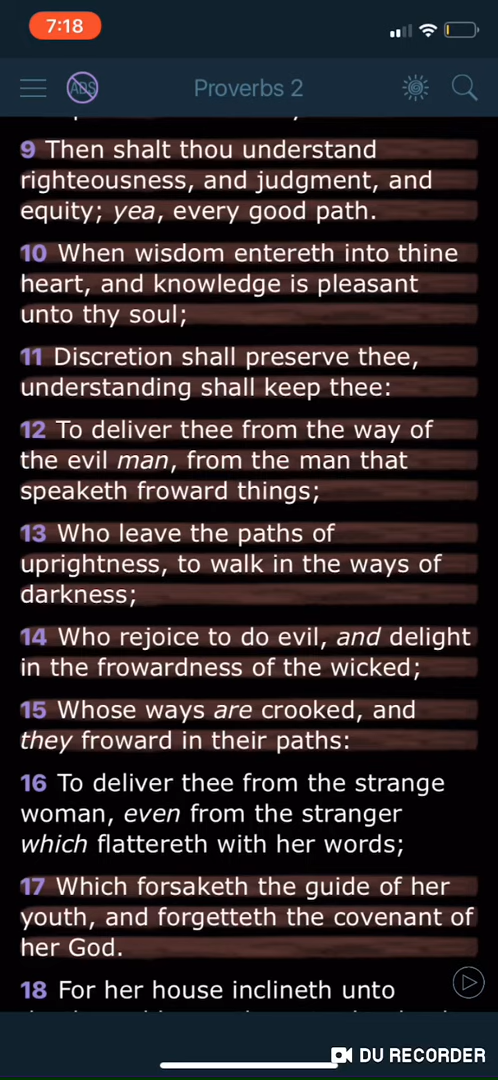 7:18
ADS
Proverbs 2
9 Then shalt thou understand
righteousness, and judgment, and
equity; yea, every good path.
10 When wisdom entereth into thine
heart, and knowledge is pleasant
unto thy soul;
11 Discretion shall preserve thee,
understanding shall keep thee:
12 To deliver thee from the way of
the evil man, from the man that
speaketh froward things;
13 Who leave the paths of
uprightness, to walk in the ways of
darkness;
14 Who rejoice to do evil, and delight
in the frowardness of the wicked;
15 Whose ways are crooked, and
they froward in their paths:
16 To deliver thee from the strange
woman, even from the stranger
which flattereth with her words;
17 Which forsaketh the guide of her
youth, and forgetteth the covenant of
her God.
18 For her house inclineth unto
DU RECORDER